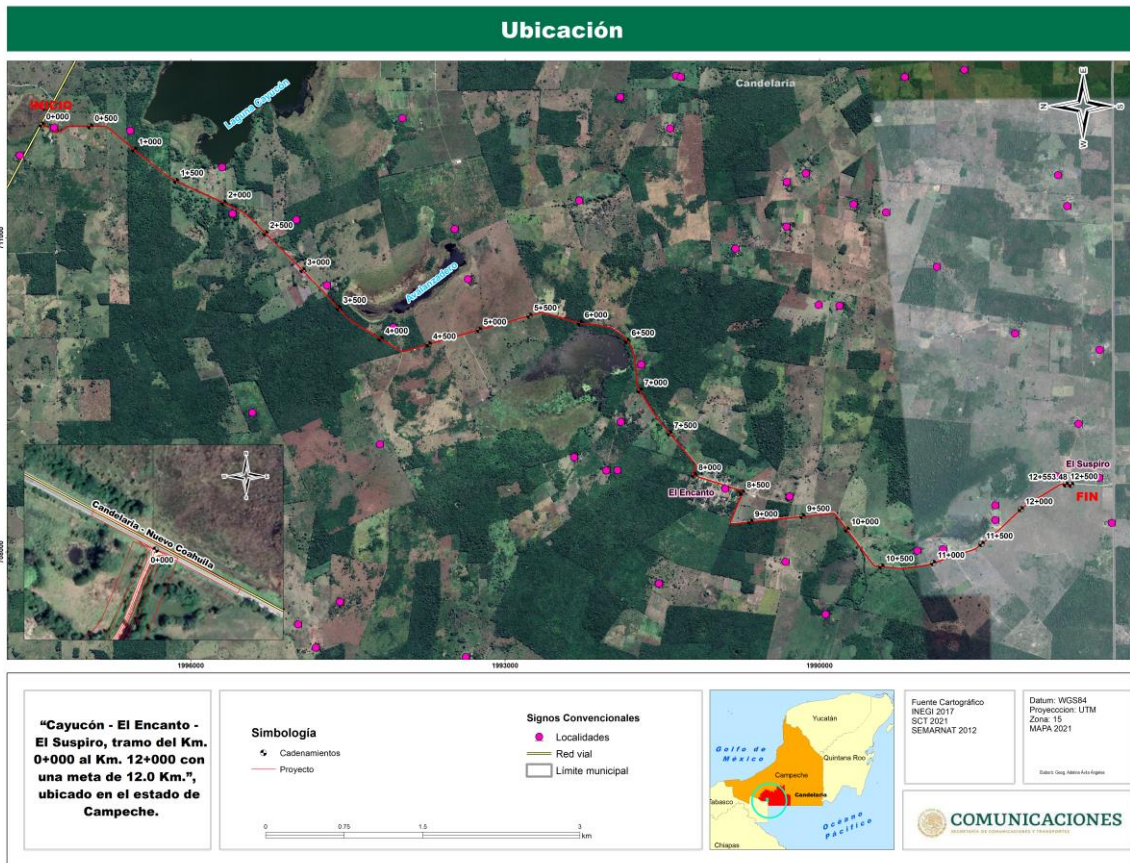 Ubicación
Candelaria
E
N
S
W
INICIO
0+000
0+500
Laguna Cayucón
1+000
1+500
2+000
2+500
3+000
Avalanzadero
3+500
4+000
4+500
5+000
5+500
6+000
6+500
7+000
7+500
8+000
El Encanto
8+500
9+000
9+500
10+000
10+500
11+000
11+500
12+000
El Suspiro
12+553.48
12+500
FIN
Candelaria - Nuevo Coahuila
0+000
1996000
1993000
1990000
“Cayucón - El Encanto -
El Suspiro, tramo del Km.
0+000 al Km. 12+000 con
una meta de 12.0 Km.”,
ubicado en el estado de
Campeche.
Simbología
Cadenamientos
Proyecto
Signos Convencionales
Localidades
Red vial
Límite municipal
0
0.75
1.5
3
km
Golfo de
México
Yucatán
Quintana Roo
Campeche
Candelaria
Tabasco
Chiapas
Océano
Pácifico
Fuente Cartográfico
INEGI 2017
SCT 2021
SEMARNAT 2012
Datum: WGS84
Proyecccion: UTM
Zona: 15
MAPA 2021
COMUNICACIONES
SECRETARÍA DE COMUNICACIONES Y TRANSPORTES